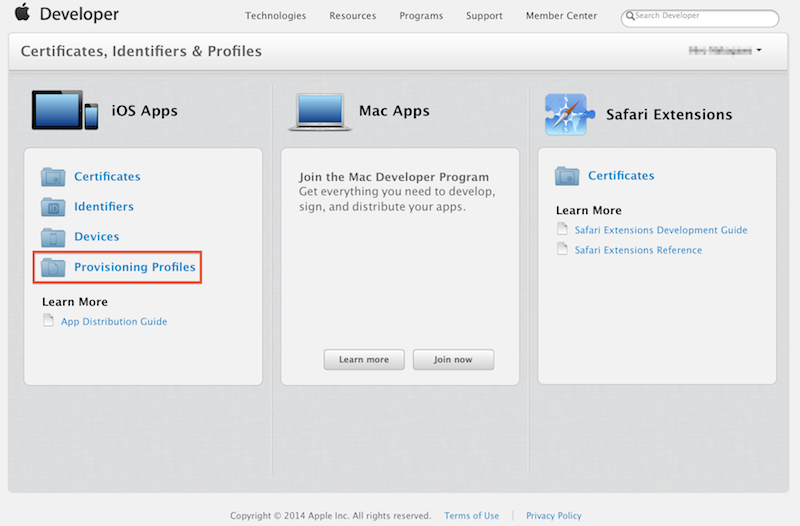 Developer
Technologies Resources Programs Support Member Center Search Developer
Certificates, Identifiers & Profiles
iOS Apps
Certificates
Identifiers
Devices
Provisioning Profiles
Learn More
App Distribution Guide
Mac Apps
Join the Mac Developer Program
Get everything you need to develop,
sign, and distribute your apps.
Learn more Join now
Safari Extensions
Certificates
Learn More
Safari Extensions Development Guide
Safari Extensions Reference
Copyright © 2014 Apple Inc. All rights reserved. Terms of Use Privacy Policy